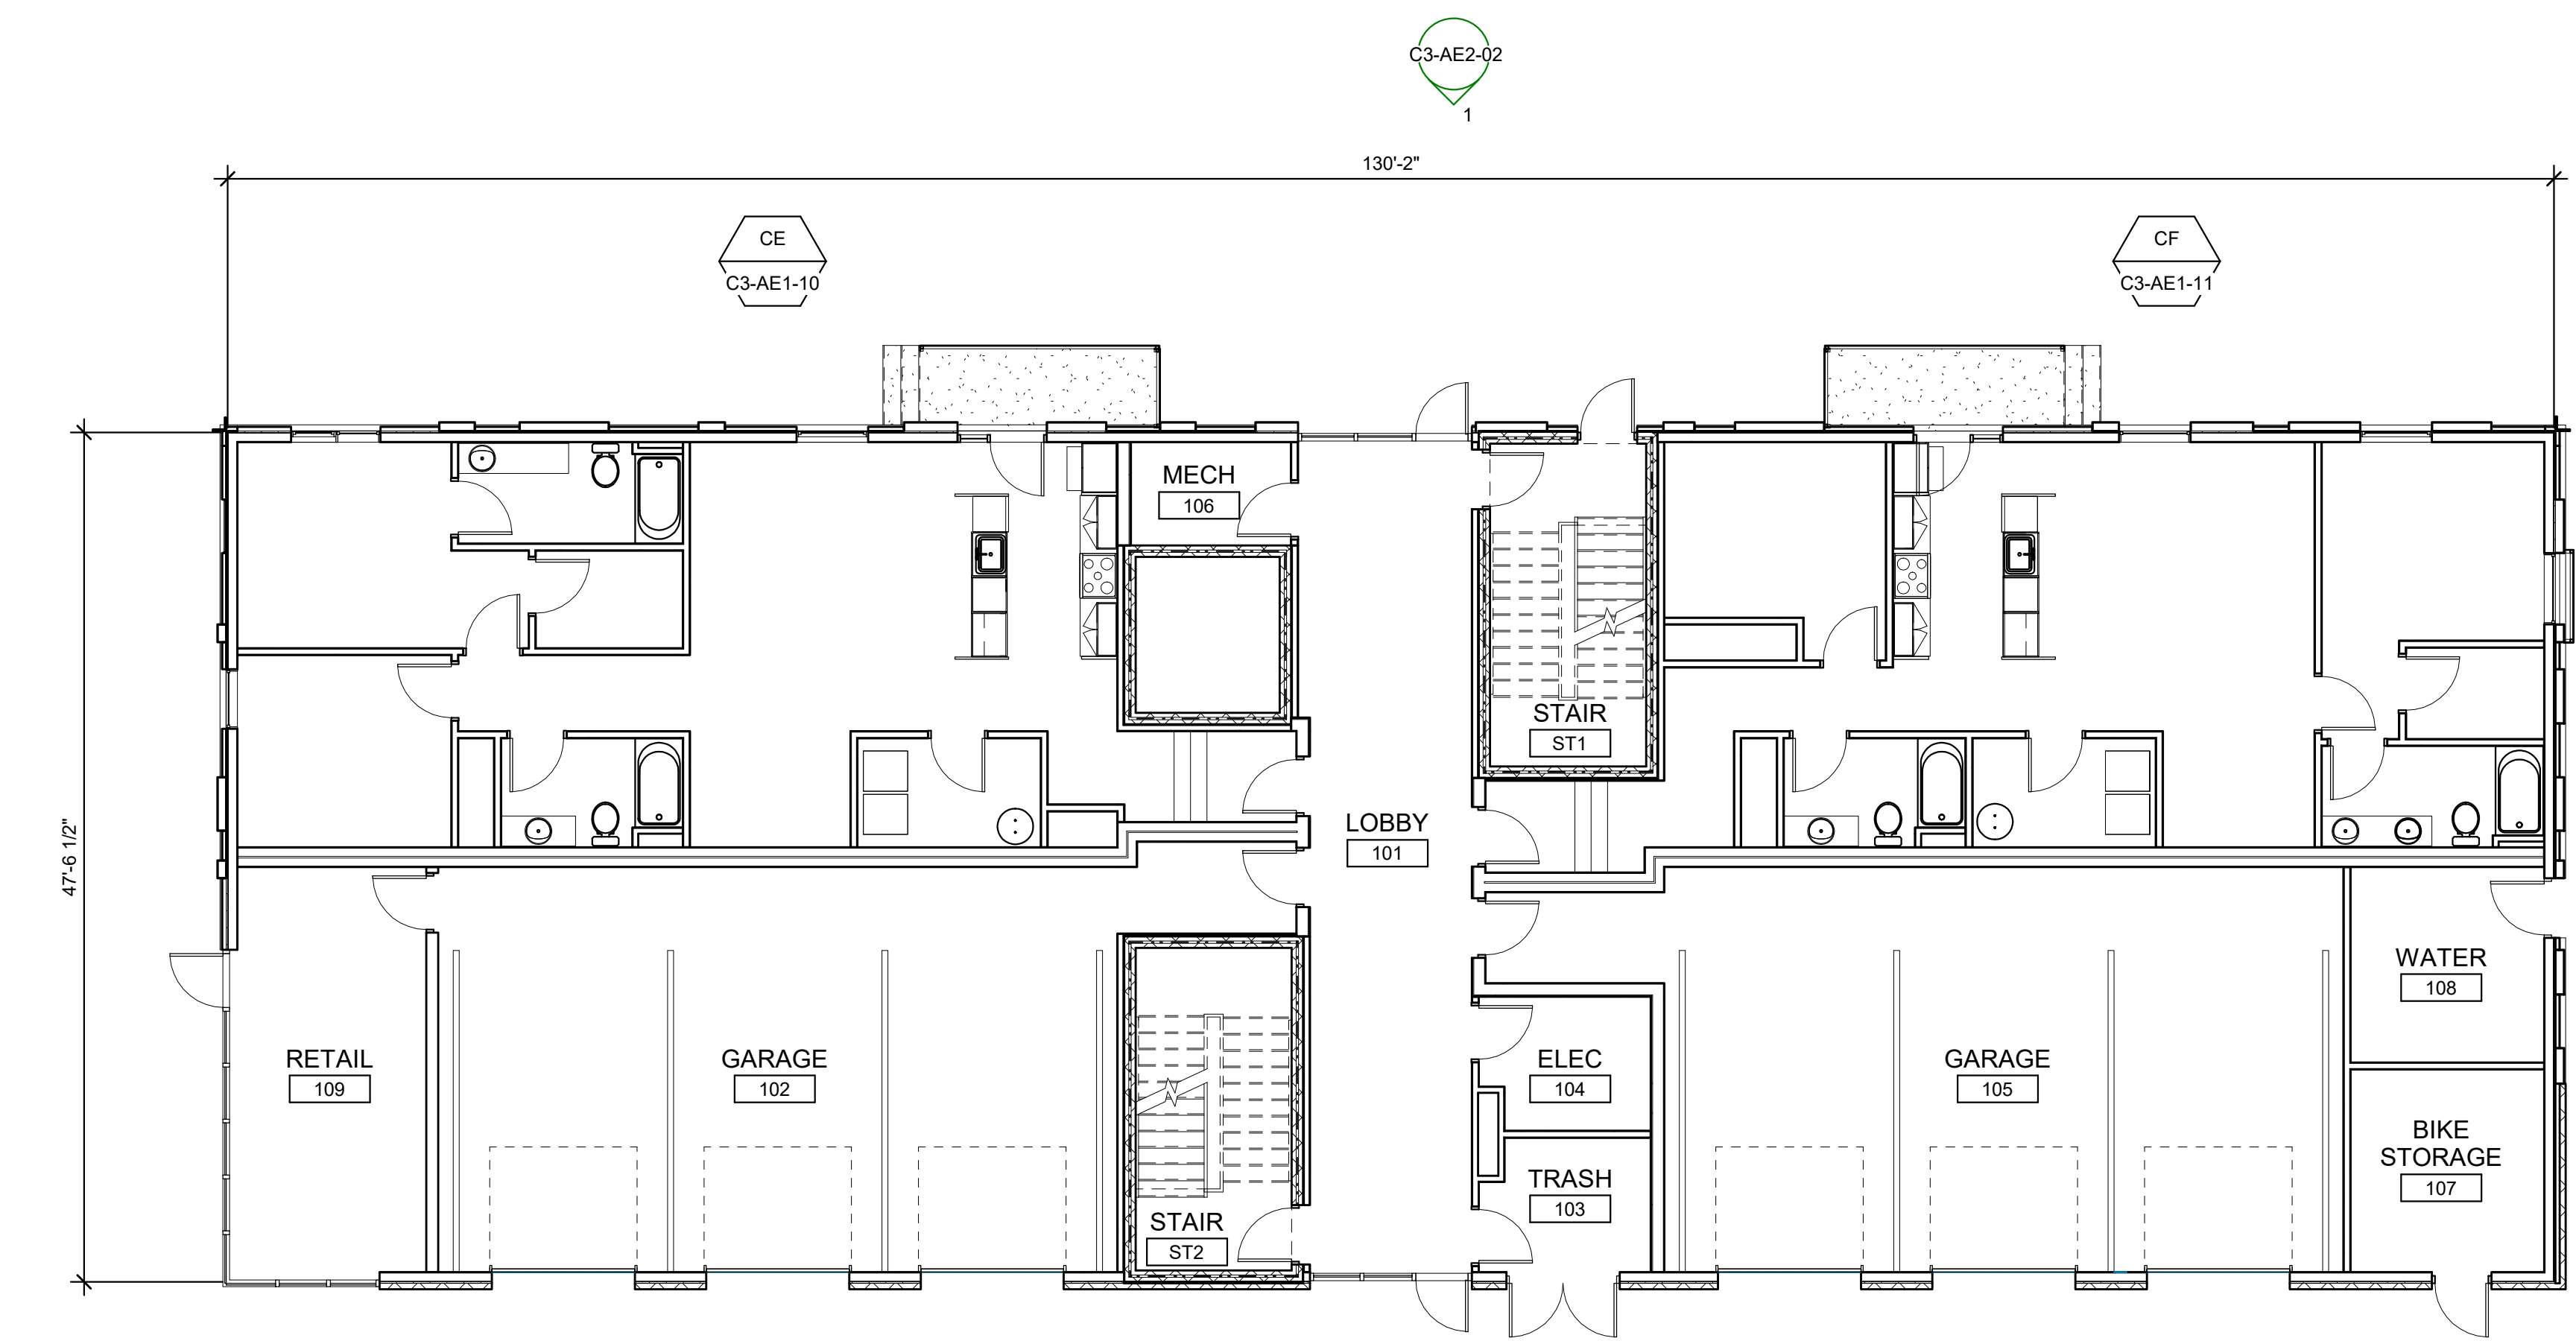 C3-AE2-02
1
130'-2"
CE
C3-AE1-10
CF
C3-AE1-11
MECH
106
STAIR
ST1
LOBBY
101
47'-6 1/2"
WATER
108
RETAIL
109
GARAGE
102
ELEC
104
GARAGE
105
BIKE
STORAGE
107
TRASH
103
STAIR
ST2